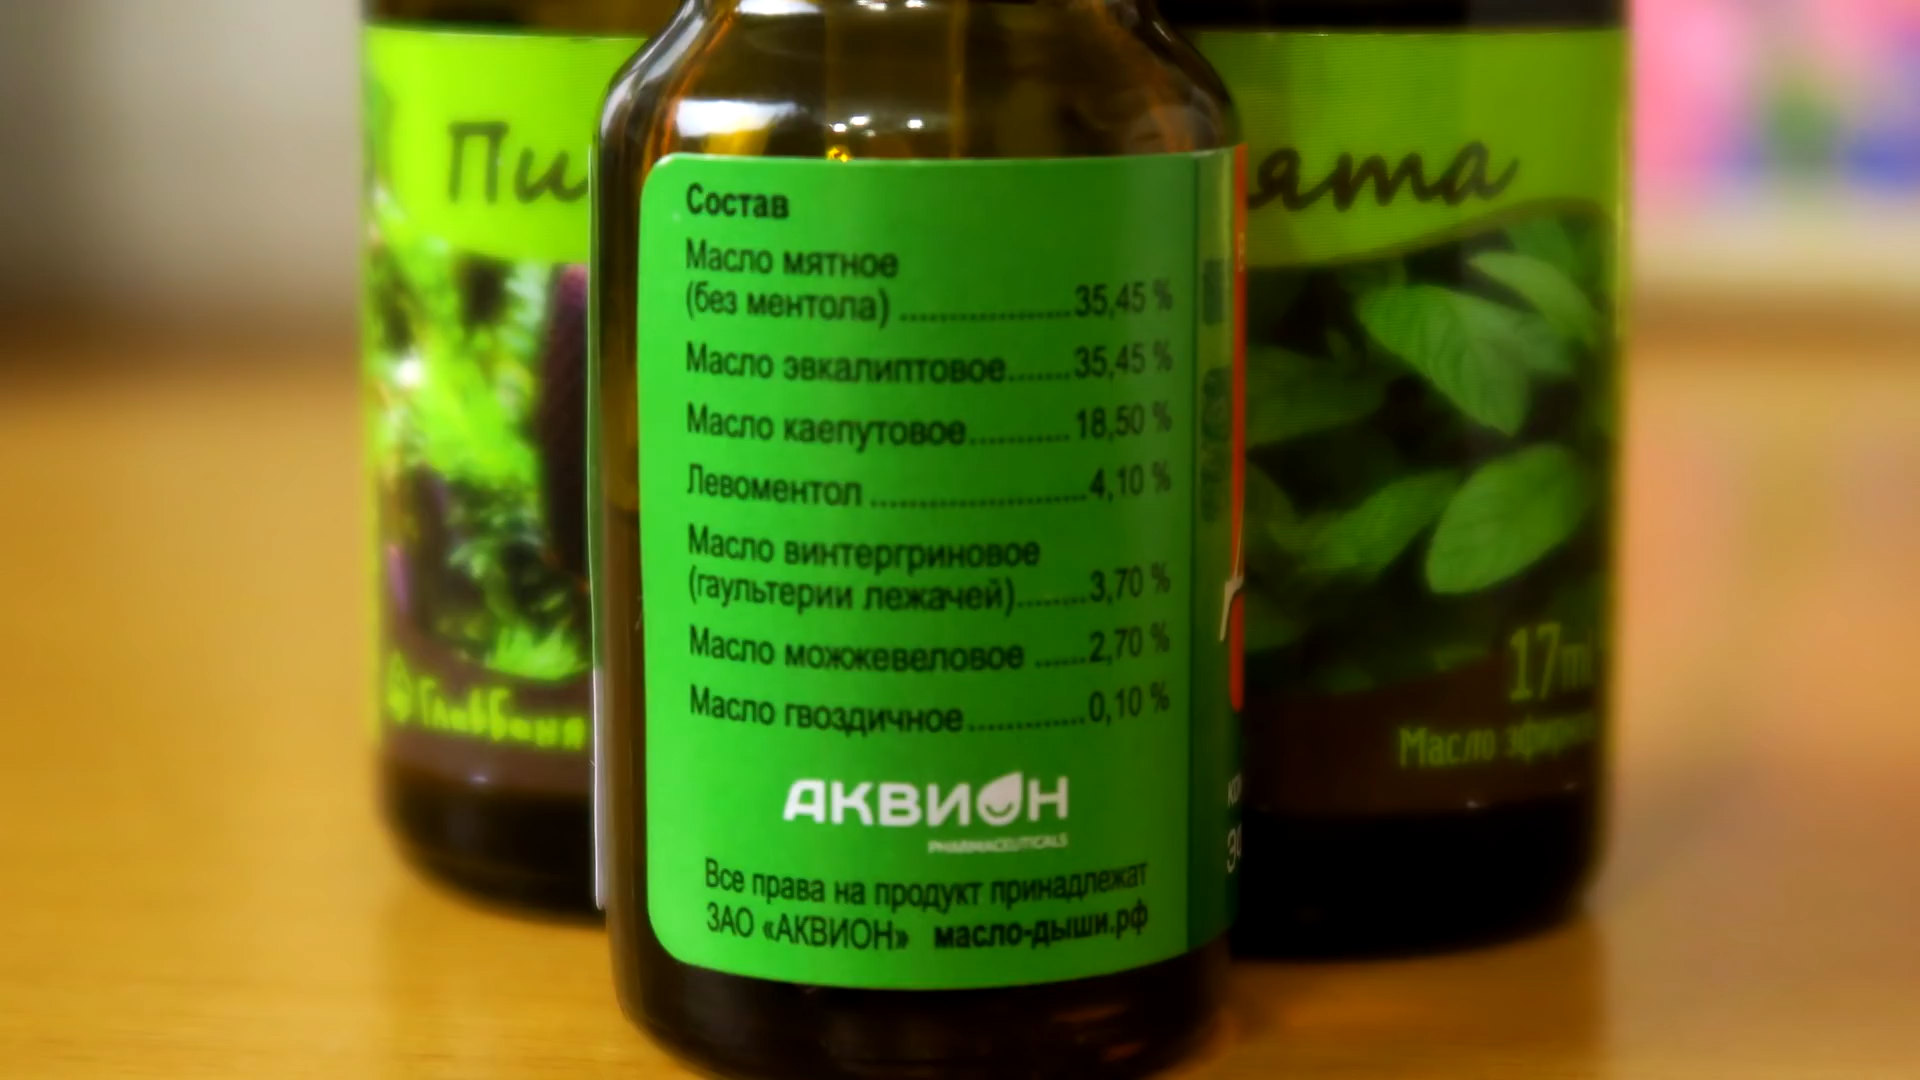 Состав
Масло мятное
(без ментола) ................. 35,45 %
Масло эвкалиптовое....... 35,45 %
Масло каепутовое.......... 18,50 %
Левоментол ...................... 4,10 %
Масло винтергриновое
(гаультерии лежачей)....... 3,70 %
Масло можжевеловое ...... 2,70 %
Масло гвоздичное............ 0,10 %
АКВИОН
PHARMACEUTICALS
Все права на продукт принадлежат
ЗАО «АКВИОН» масло-дыши.рф
Пи
ята
17ml
Масло